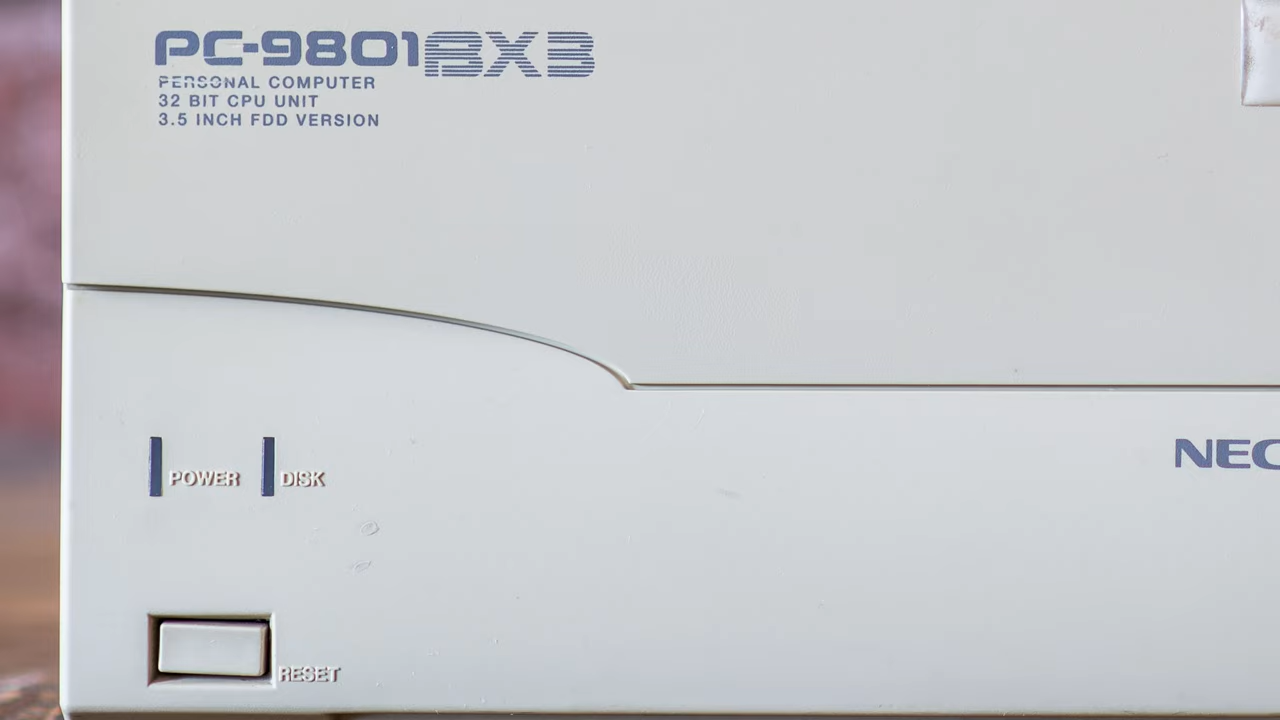 PC-9801BX3
PERSONAL COMPUTER
32 BIT CPU UNIT
3.5 INCH FDD VERSION
NEC
POWER DISK
RESET